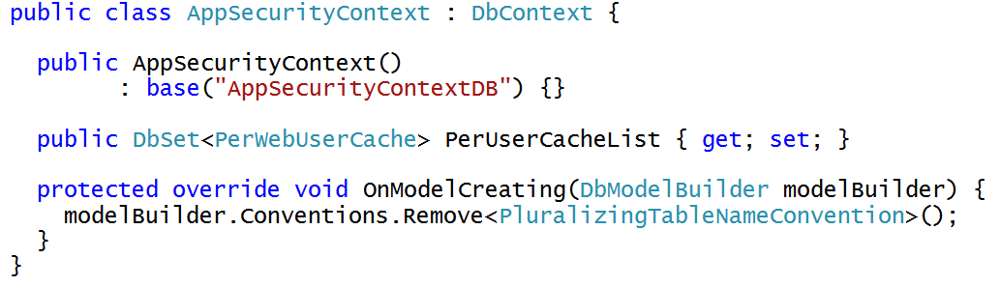 public class AppSecurityContext : DbContext {
public AppSecurityContext()
: base("AppSecurityContextDB") {}
public DbSet<PerWebUserCache> PerUserCacheList { get; set; }
protected override void OnModelCreating(DbModelBuilder modelBuilder) {
modelBuilder.Conventions.Remove<PluralizingTableNameConvention>();
}
}